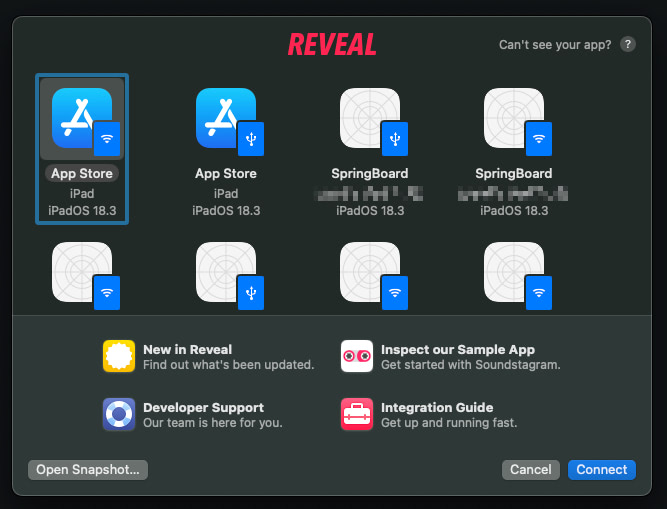 REVEAL
Can't see your app? ?
App Store
iPad
iPadOS 18.3
App Store
iPad
iPadOS 18.3
SpringBoard
iPadOS 18.3
SpringBoard
iPadOS 18.3
New in Reveal
Find out what's been updated.
Inspect our Sample App
Get started with Soundstagram.
Developer Support
Our team is here for you.
Integration Guide
Get up and running fast.
Open Snapshot...
Cancel
Connect